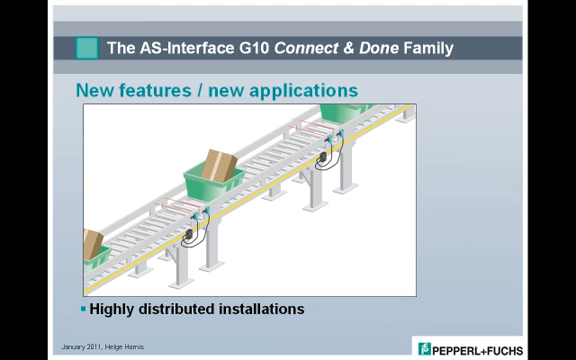 The AS-Interface G10 Connect & Done Family
New features / new applications
Highly distributed installations
January 2011, Helge Hornis
PEPPERL+FUCHS